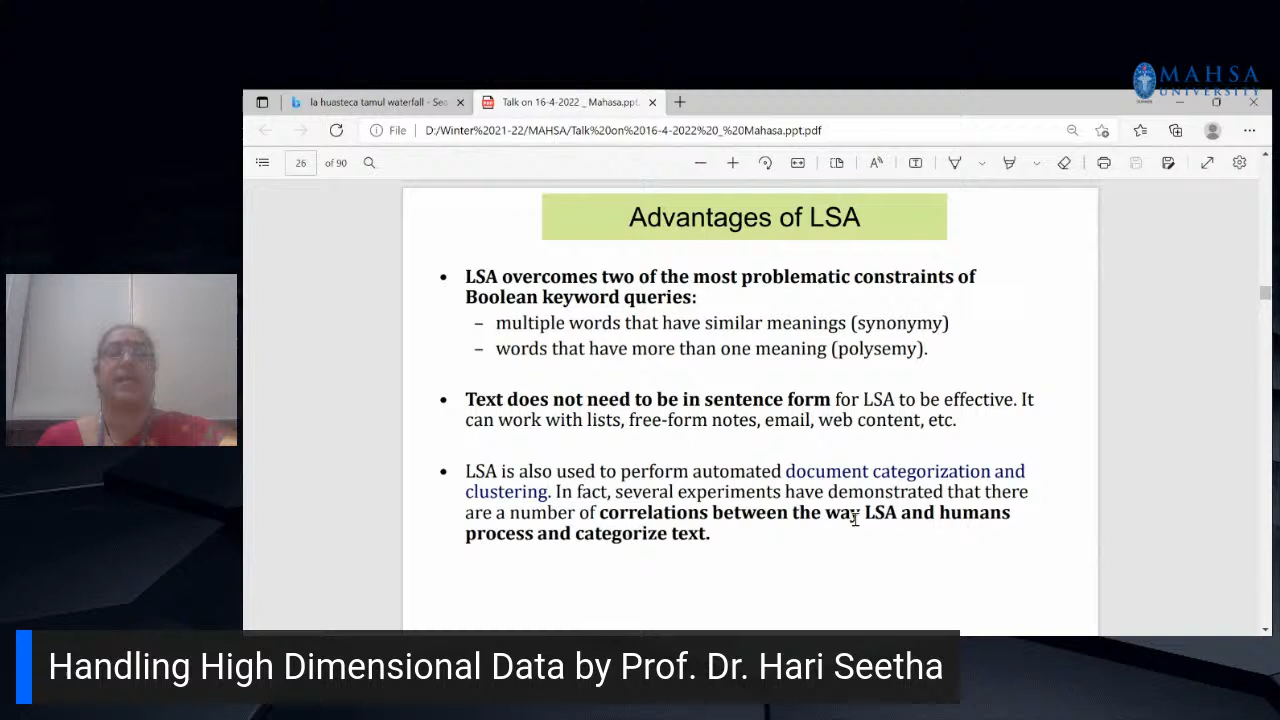 MAHSA
UNIVERSITY
la huasteca tamul waterfall - Sea
Talk on 16-4-2022 _ Mahasa.ppt.
File D:/Winter%2021-22/MAHSA/Talk%20on%2016-4-2022%20_%20Mahasa.ppt.pdf
26 of 90
Advantages of LSA
• LSA overcomes two of the most problematic constraints of
Boolean keyword queries:
– multiple words that have similar meanings (synonymy)
– words that have more than one meaning (polysemy).
• Text does not need to be in sentence form for LSA to be effective. It
can work with lists, free-form notes, email, web content, etc.
• LSA is also used to perform automated document categorization and
clustering. In fact, several experiments have demonstrated that there
are a number of correlations between the way LSA and humans
process and categorize text.
Handling High Dimensional Data by Prof. Dr. Hari Seetha